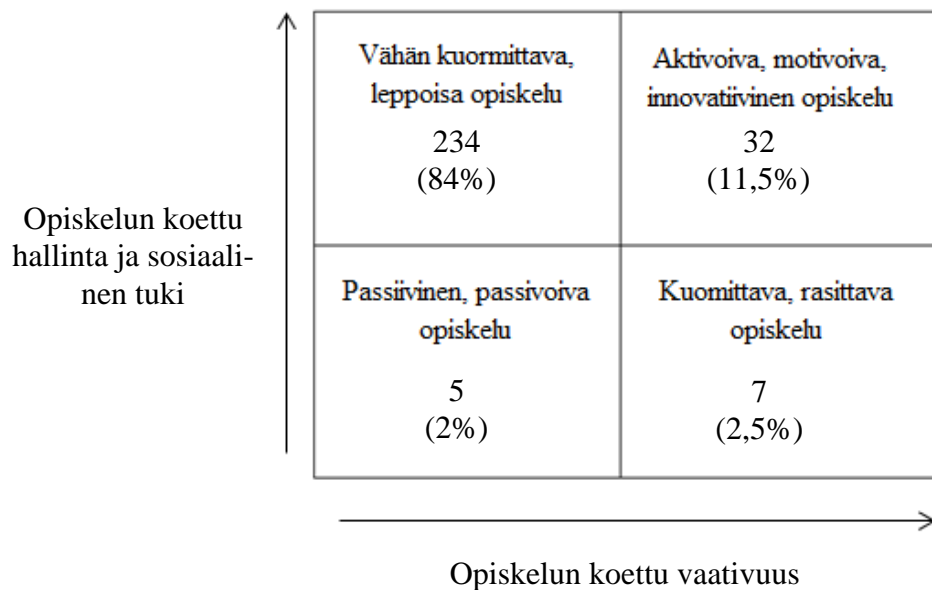 Vähän kuormittava,
leppoisa opiskelu
234
(84%)
Aktivoiva, motivoiva,
innovatiivinen opiskelu
32
(11,5%)
Opiskelun koettu
hallinta ja sosiaali-
nen tuki
Passiivinen, passivoiva
opiskelu
5
(2%)
Kuomittava, rasittava
opiskelu
7
(2,5%)
Opiskelun koettu vaativuus